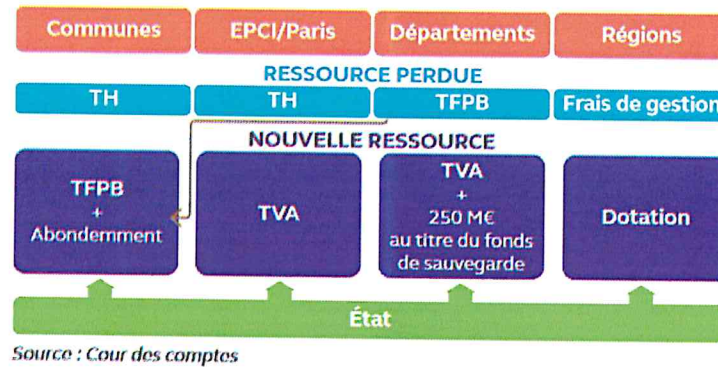 Communes EPCI/Paris Départements Régions
RESSOURCE PERDUE
TH TH TFPB Frais de gestion
NOUVELLE RESSOURCE
TFPB
+
Abondemment
TVA
TVA
+
250 M€
au titre du fonds
de sauvegarde
Dotation
État
Source : Cour des comptes